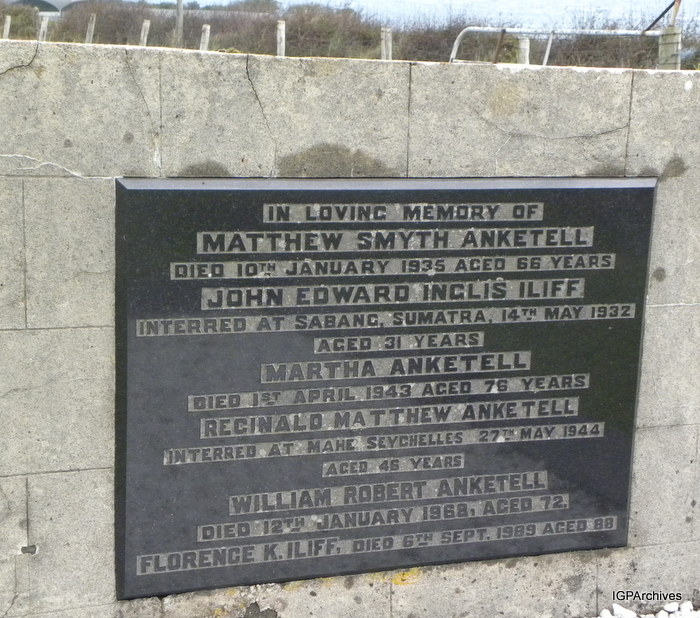 IN LOVING MEMORY OF
MATTHEW SMYTH ANKETELL
DIED 10TH JANUARY 1935 AGED 66 YEARS
JOHN EDWARD INGLIS ILIFF
INTERRED AT SABANG, SUMATRA, 14TH MAY 1932
AGED 31 YEARS
MARTHA ANKETELL
DIED 1ST APRIL 1943 AGED 76 YEARS
REGINALD MATTHEW ANKETELL
INTERRED AT MAHE SEYCHELLES 27TH MAY 1944
AGED 46 YEARS
WILLIAM ROBERT ANKETELL
DIED 12TH JANUARY 1968, AGED 72.
FLORENCE K. ILIFF, DIED 6TH SEPT. 1989 AGED 88
IGPArchives